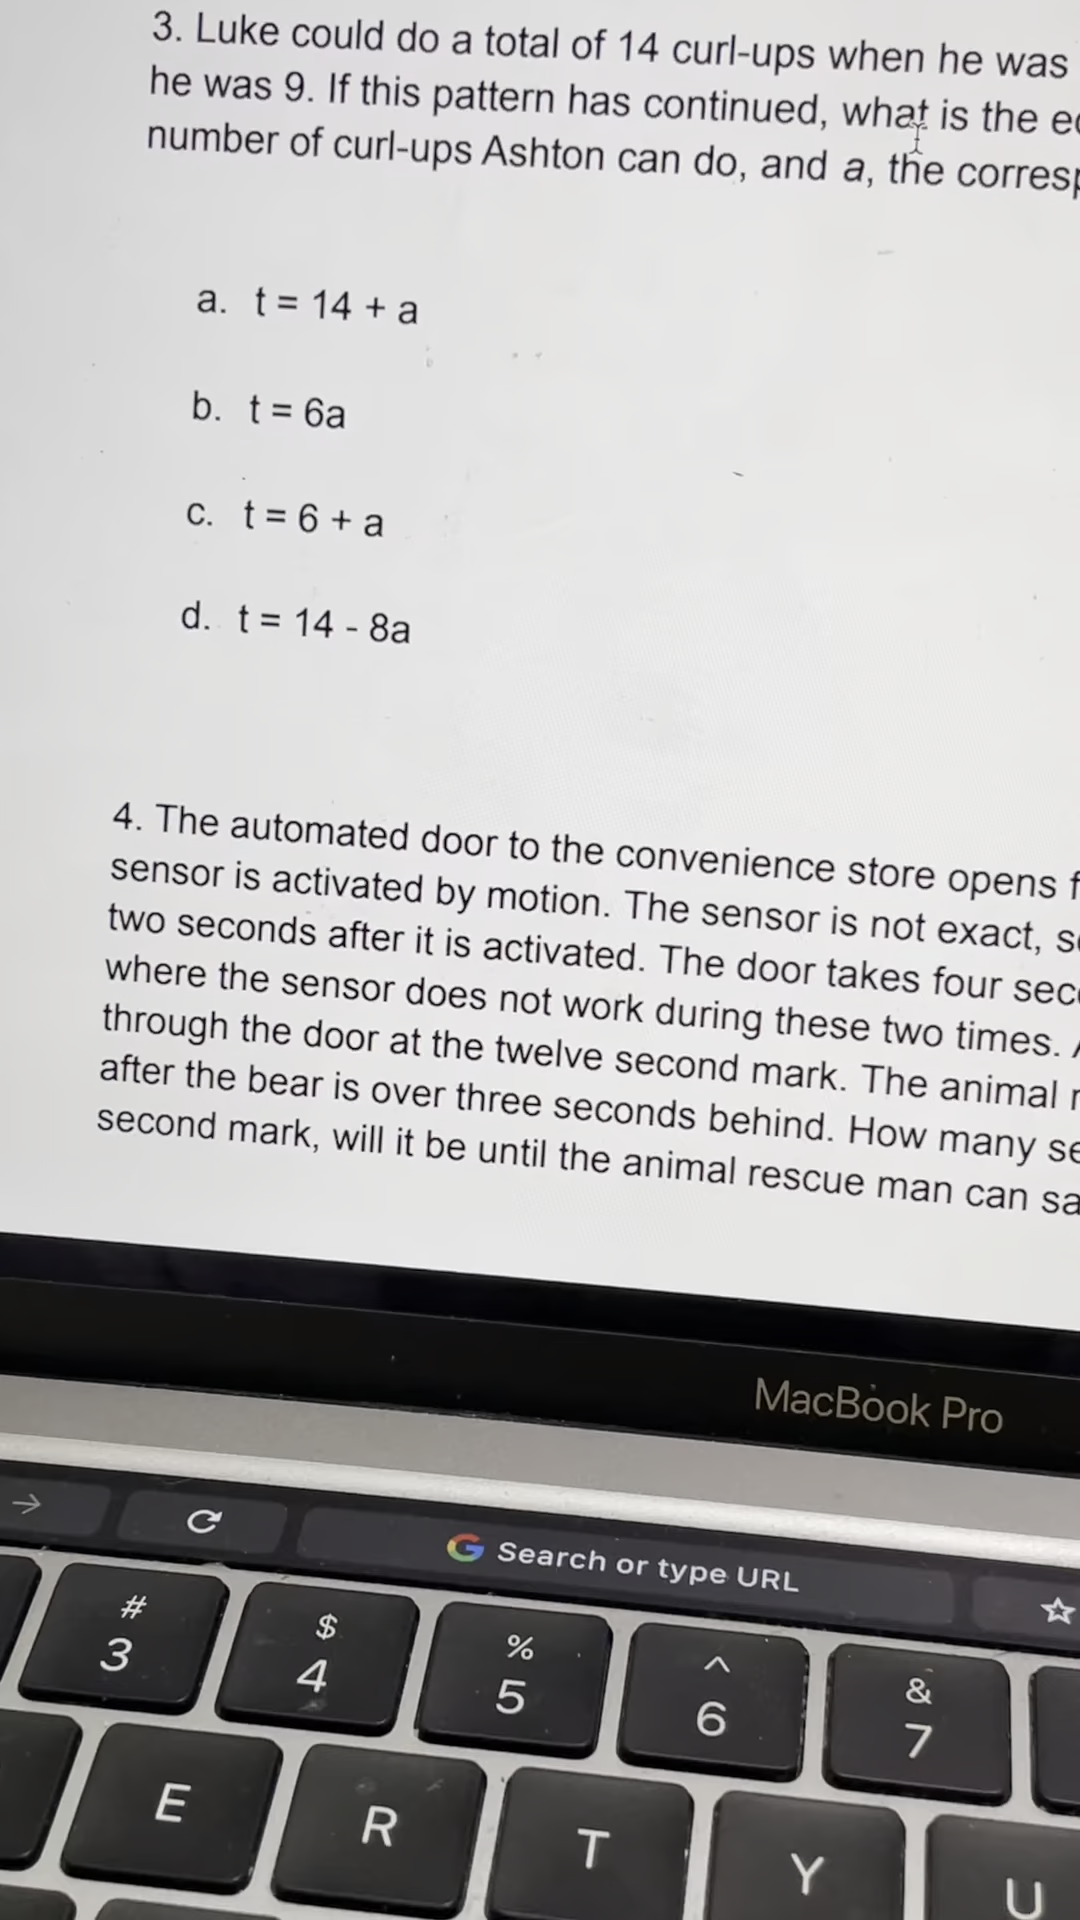 3. Luke could do a total of 14 curl-ups when he was
he was 9. If this pattern has continued, what is the
number of curl-ups Ashton can do, and a, the corresp
a. t = 14 + a
b. t = 6a
c. t = 6 + a
d. t = 14 - 8a
4. The automated door to the convenience store opens f
sensor is activated by motion. The sensor is not exact, s
two seconds after it is activated. The door takes four sec
where the sensor does not work during these two times.
through the door at the twelve second mark. The animal r
after the bear is over three seconds behind. How many se
second mark, will it be until the animal rescue man can sa
MacBook Pro
→ G Search or type URL ☆
# $ % ^ &
3 4 5 6 7
E R T Y U